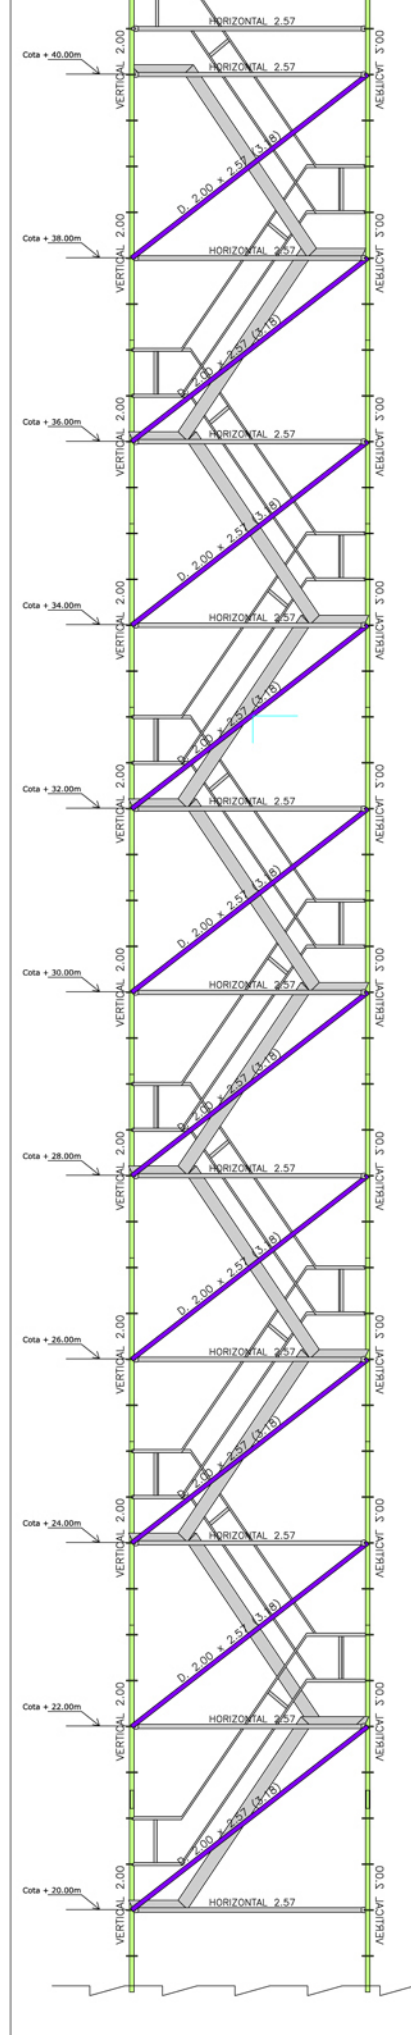 HORIZONTAL 2.57
Cota + 40.00m
VERTICAL 2.00
HORIZONTAL 2.57
VERTICAL 2.00
D. 2.00 x 2.57 (3.18)
Cota + 38.00m
VERTICAL 2.00
HORIZONTAL 2.57
VERTICAL 2.00
D. 2.00 x 2.57 (3.18)
Cota + 36.00m
VERTICAL 2.00
HORIZONTAL 2.57
VERTICAL 2.00
D. 2.00 x 2.57 (3.18)
Cota + 34.00m
VERTICAL 2.00
HORIZONTAL 2.57
VERTICAL 2.00
D. 2.00 x 2.57 (3.18)
Cota + 32.00m
VERTICAL 2.00
HORIZONTAL 2.57
VERTICAL 2.00
D. 2.00 x 2.57 (3.18)
Cota + 30.00m
VERTICAL 2.00
HORIZONTAL 2.57
VERTICAL 2.00
D. 2.00 x 2.57 (3.18)
Cota + 28.00m
VERTICAL 2.00
HORIZONTAL 2.57
VERTICAL 2.00
D. 2.00 x 2.57 (3.18)
Cota + 26.00m
VERTICAL 2.00
HORIZONTAL 2.57
VERTICAL 2.00
D. 2.00 x 2.57 (3.18)
Cota + 24.00m
VERTICAL 2.00
HORIZONTAL 2.57
VERTICAL 2.00
D. 2.00 x 2.57 (3.18)
Cota + 22.00m
VERTICAL 2.00
HORIZONTAL 2.57
VERTICAL 2.00
D. 2.00 x 2.57 (3.18)
Cota + 20.00m
VERTICAL 2.00
HORIZONTAL 2.57
VERTICAL 2.00